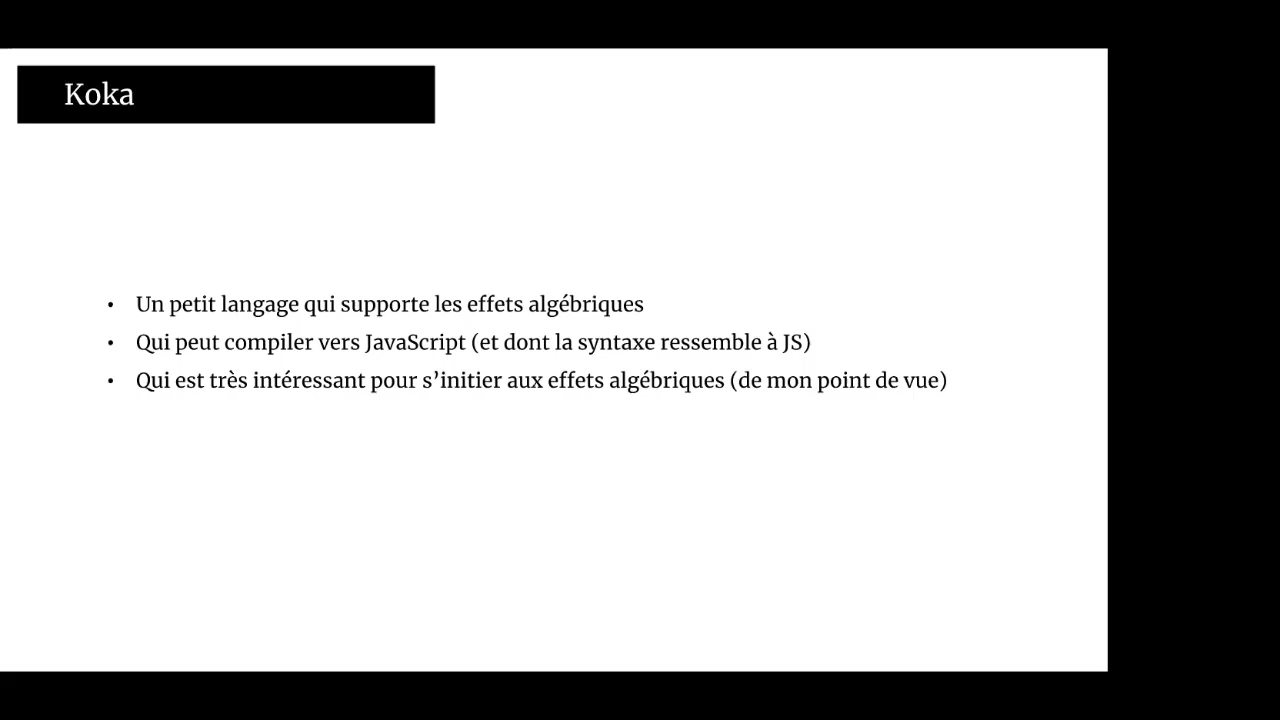 Koka
• Un petit langage qui supporte les effets algébriques
• Qui peut compiler vers JavaScript (et dont la syntaxe ressemble à JS)
• Qui est très intéressant pour s’initier aux effets algébriques (de mon point de vue)